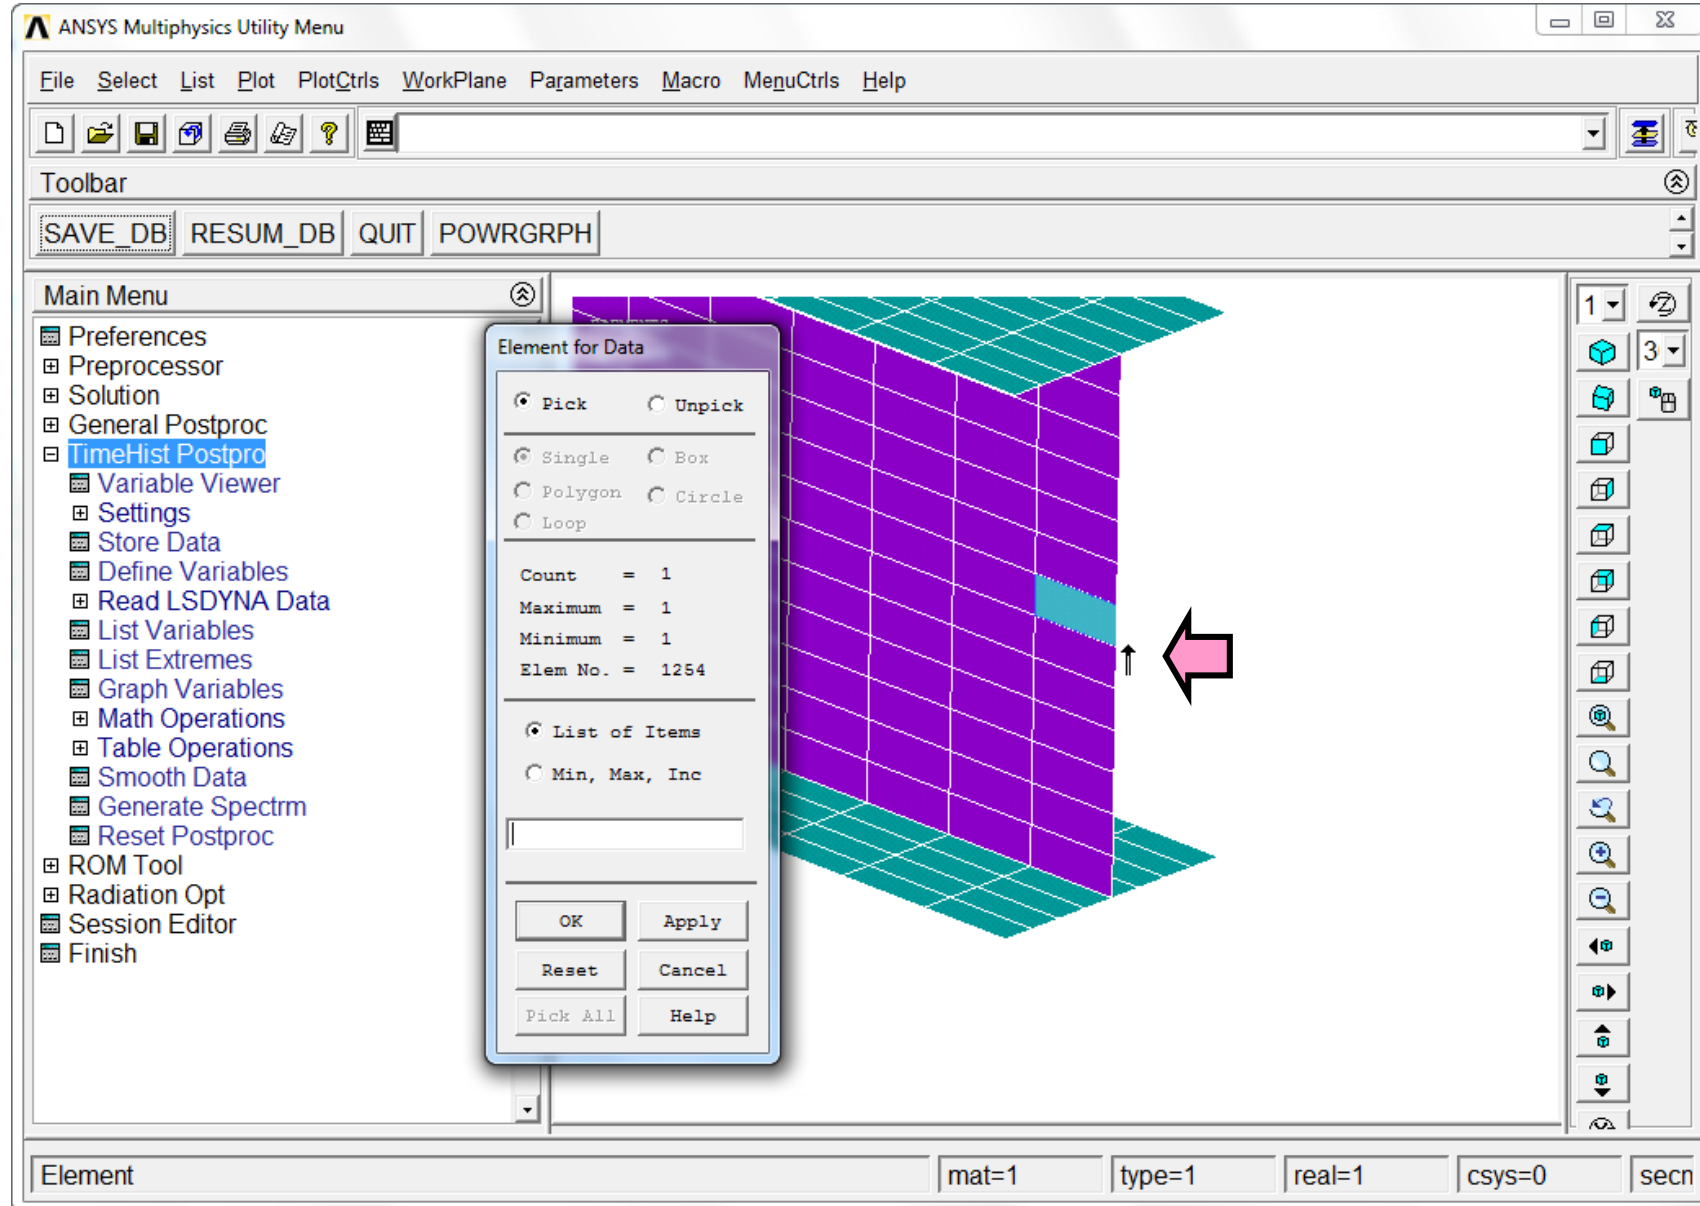 ANSYS Multiphysics Utility Menu
File Select List Plot PlotCtrls WorkPlane Parameters Macro MenuCtrls Help
Toolbar
SAVE_DB RESUM_DB QUIT POWRGRPH
Main Menu
Preferences
Preprocessor
Solution
General Postproc
TimeHist Postpro
Variable Viewer
Settings
Store Data
Define Variables
Read LSDYNA Data
List Variables
List Extremes
Graph Variables
Math Operations
Table Operations
Smooth Data
Generate Spectrm
Reset Postproc
ROM Tool
Radiation Opt
Session Editor
Finish
Element for Data
Pick Unpick
Single Box
Polygon Circle
Loop
Count = 1
Maximum = 1
Minimum = 1
Elem No. = 1254
List of Items
Min, Max, Inc
OK Apply
Reset Cancel
Pick All Help
1
3
Element mat=1 type=1 real=1 csys=0 secn